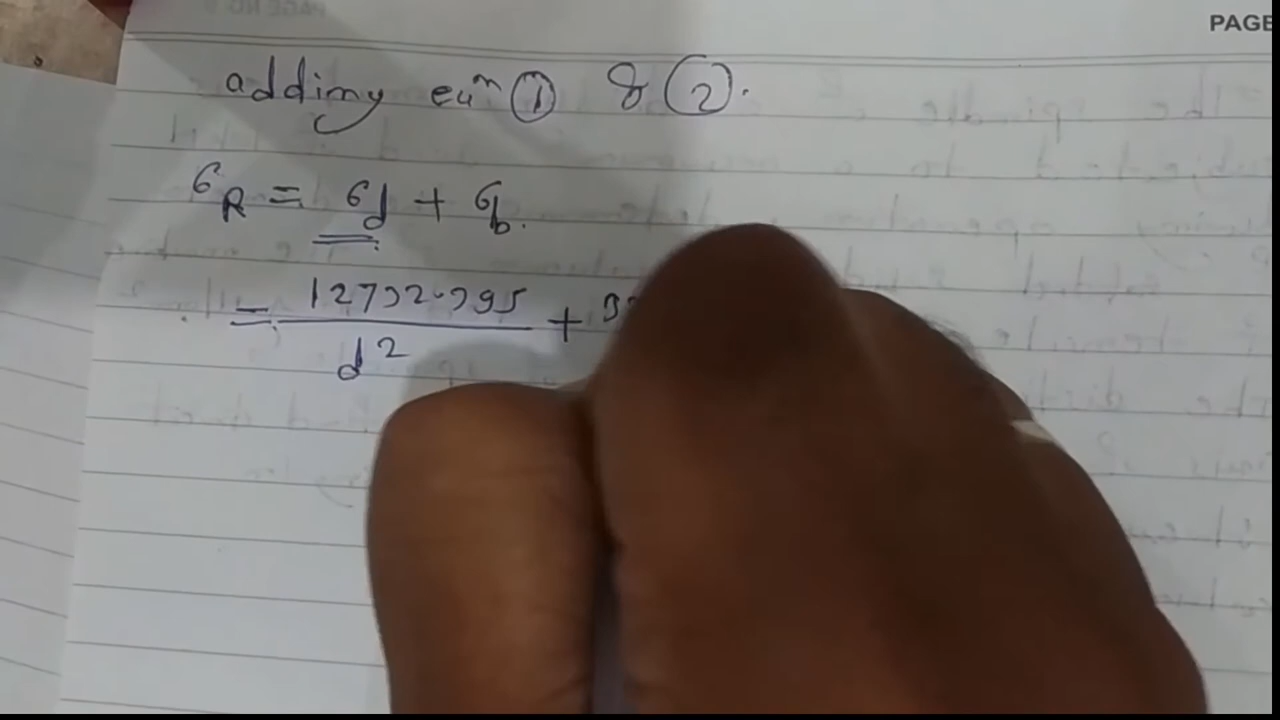 PAGE
adding eqn ① & ②.
σR = σd + σb.
= 12732.395 / d² +